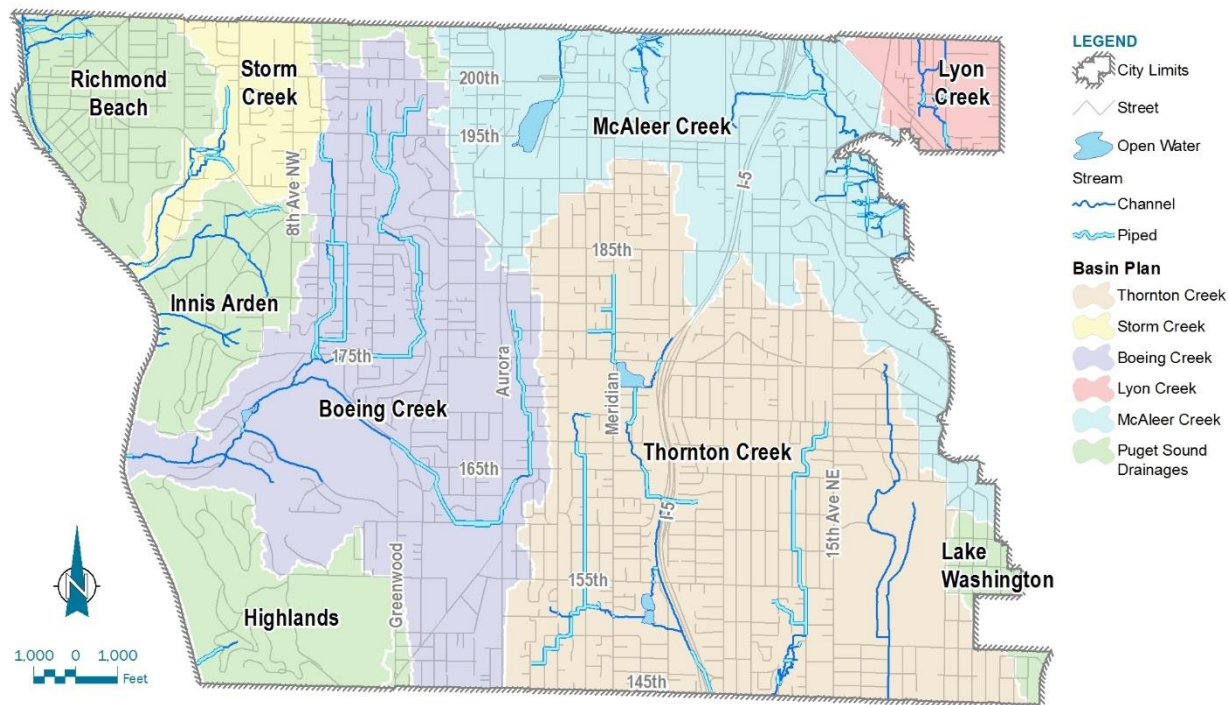 Richmond
Beach
Storm
Creek
200th
195th
McAleer Creek
Lyon
Creek
8th Ave NW
I-5
185th
Innis Arden
175th
Aurora
Meridian
Boeing Creek
Thornton Creek
165th
I-5
15th Ave NE
155th
Lake
Washington
Greenwood
Highlands
145th
N
1,000 0 1,000
Feet
LEGEND
City Limits
Street
Open Water
Stream
Channel
Piped
Basin Plan
Thornton Creek
Storm Creek
Boeing Creek
Lyon Creek
McAleer Creek
Puget Sound
Drainages